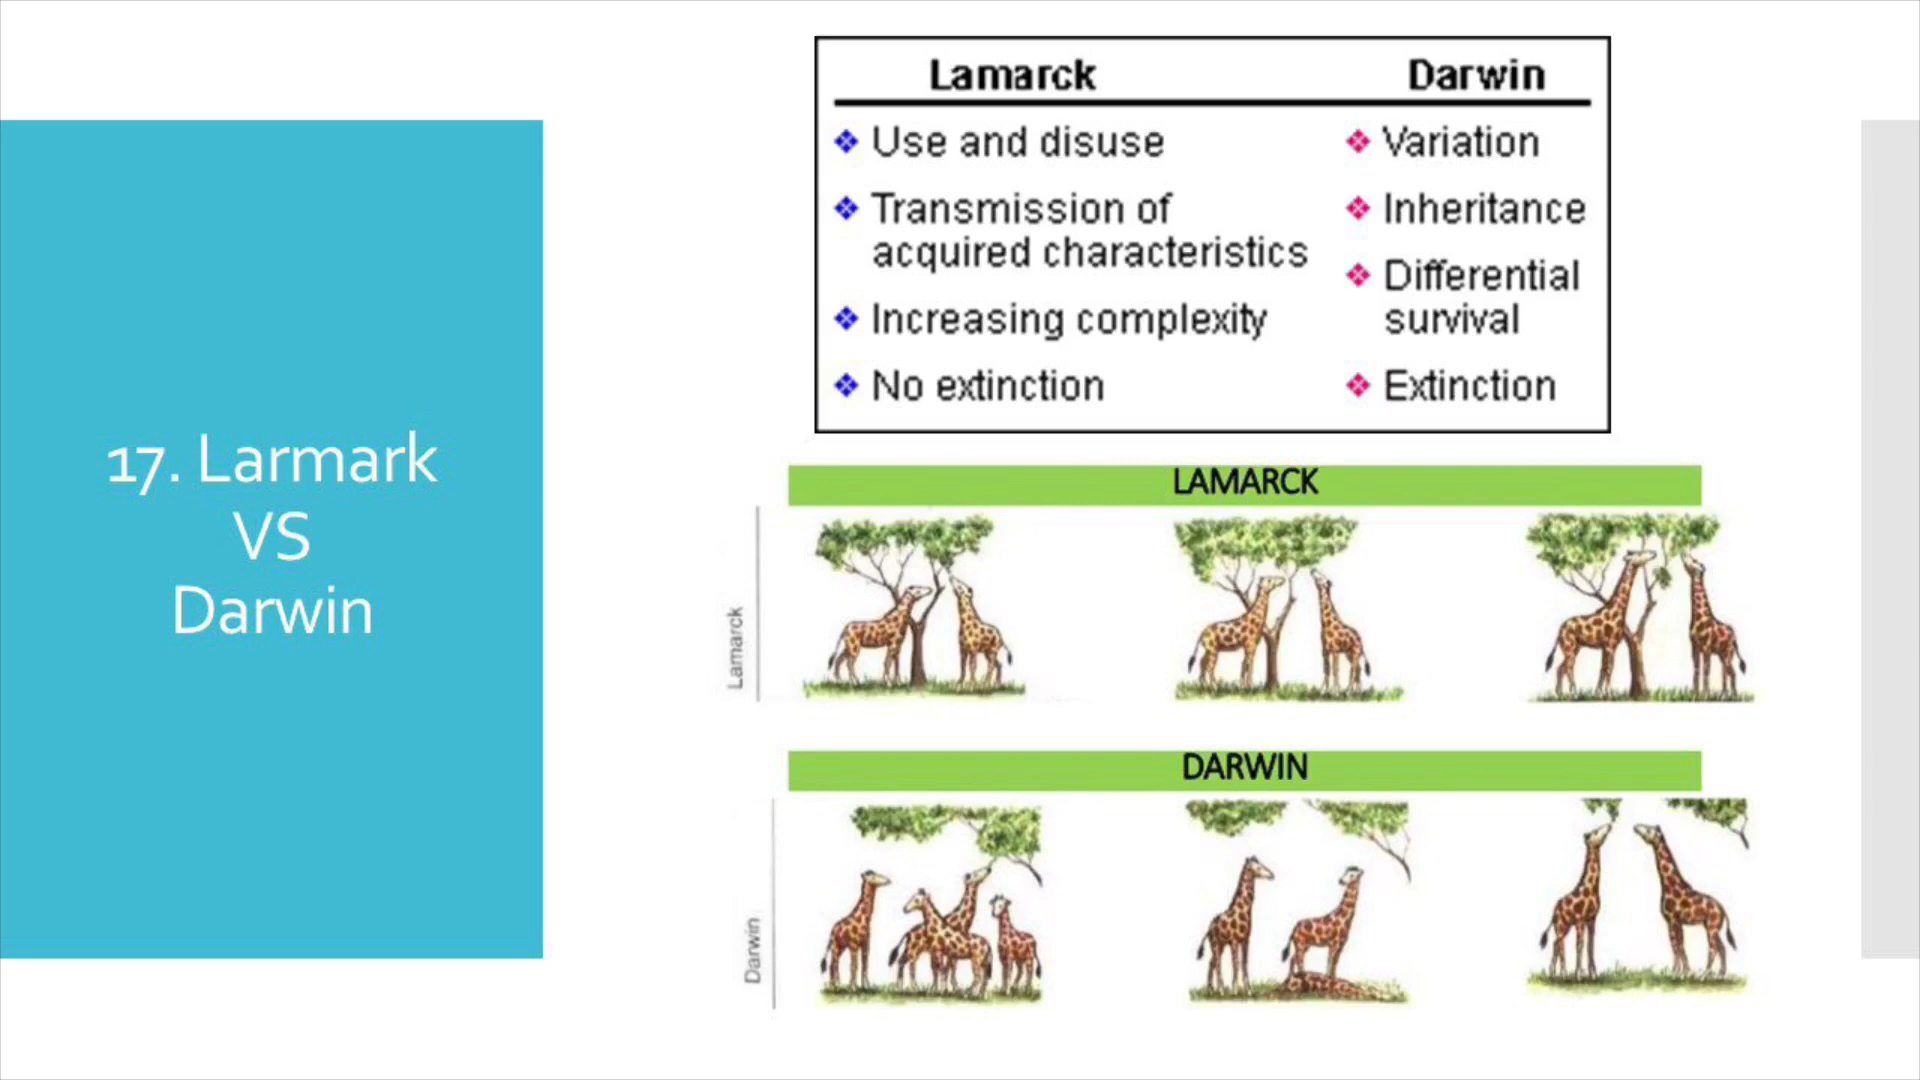 17. Larmark
VS
Darwin
Lamarck
Use and disuse
Transmission of
acquired characteristics
Increasing complexity
No extinction
Darwin
Variation
Inheritance
Differential
survival
Extinction
LAMARCK
Lamarck
DARWIN
Darwin